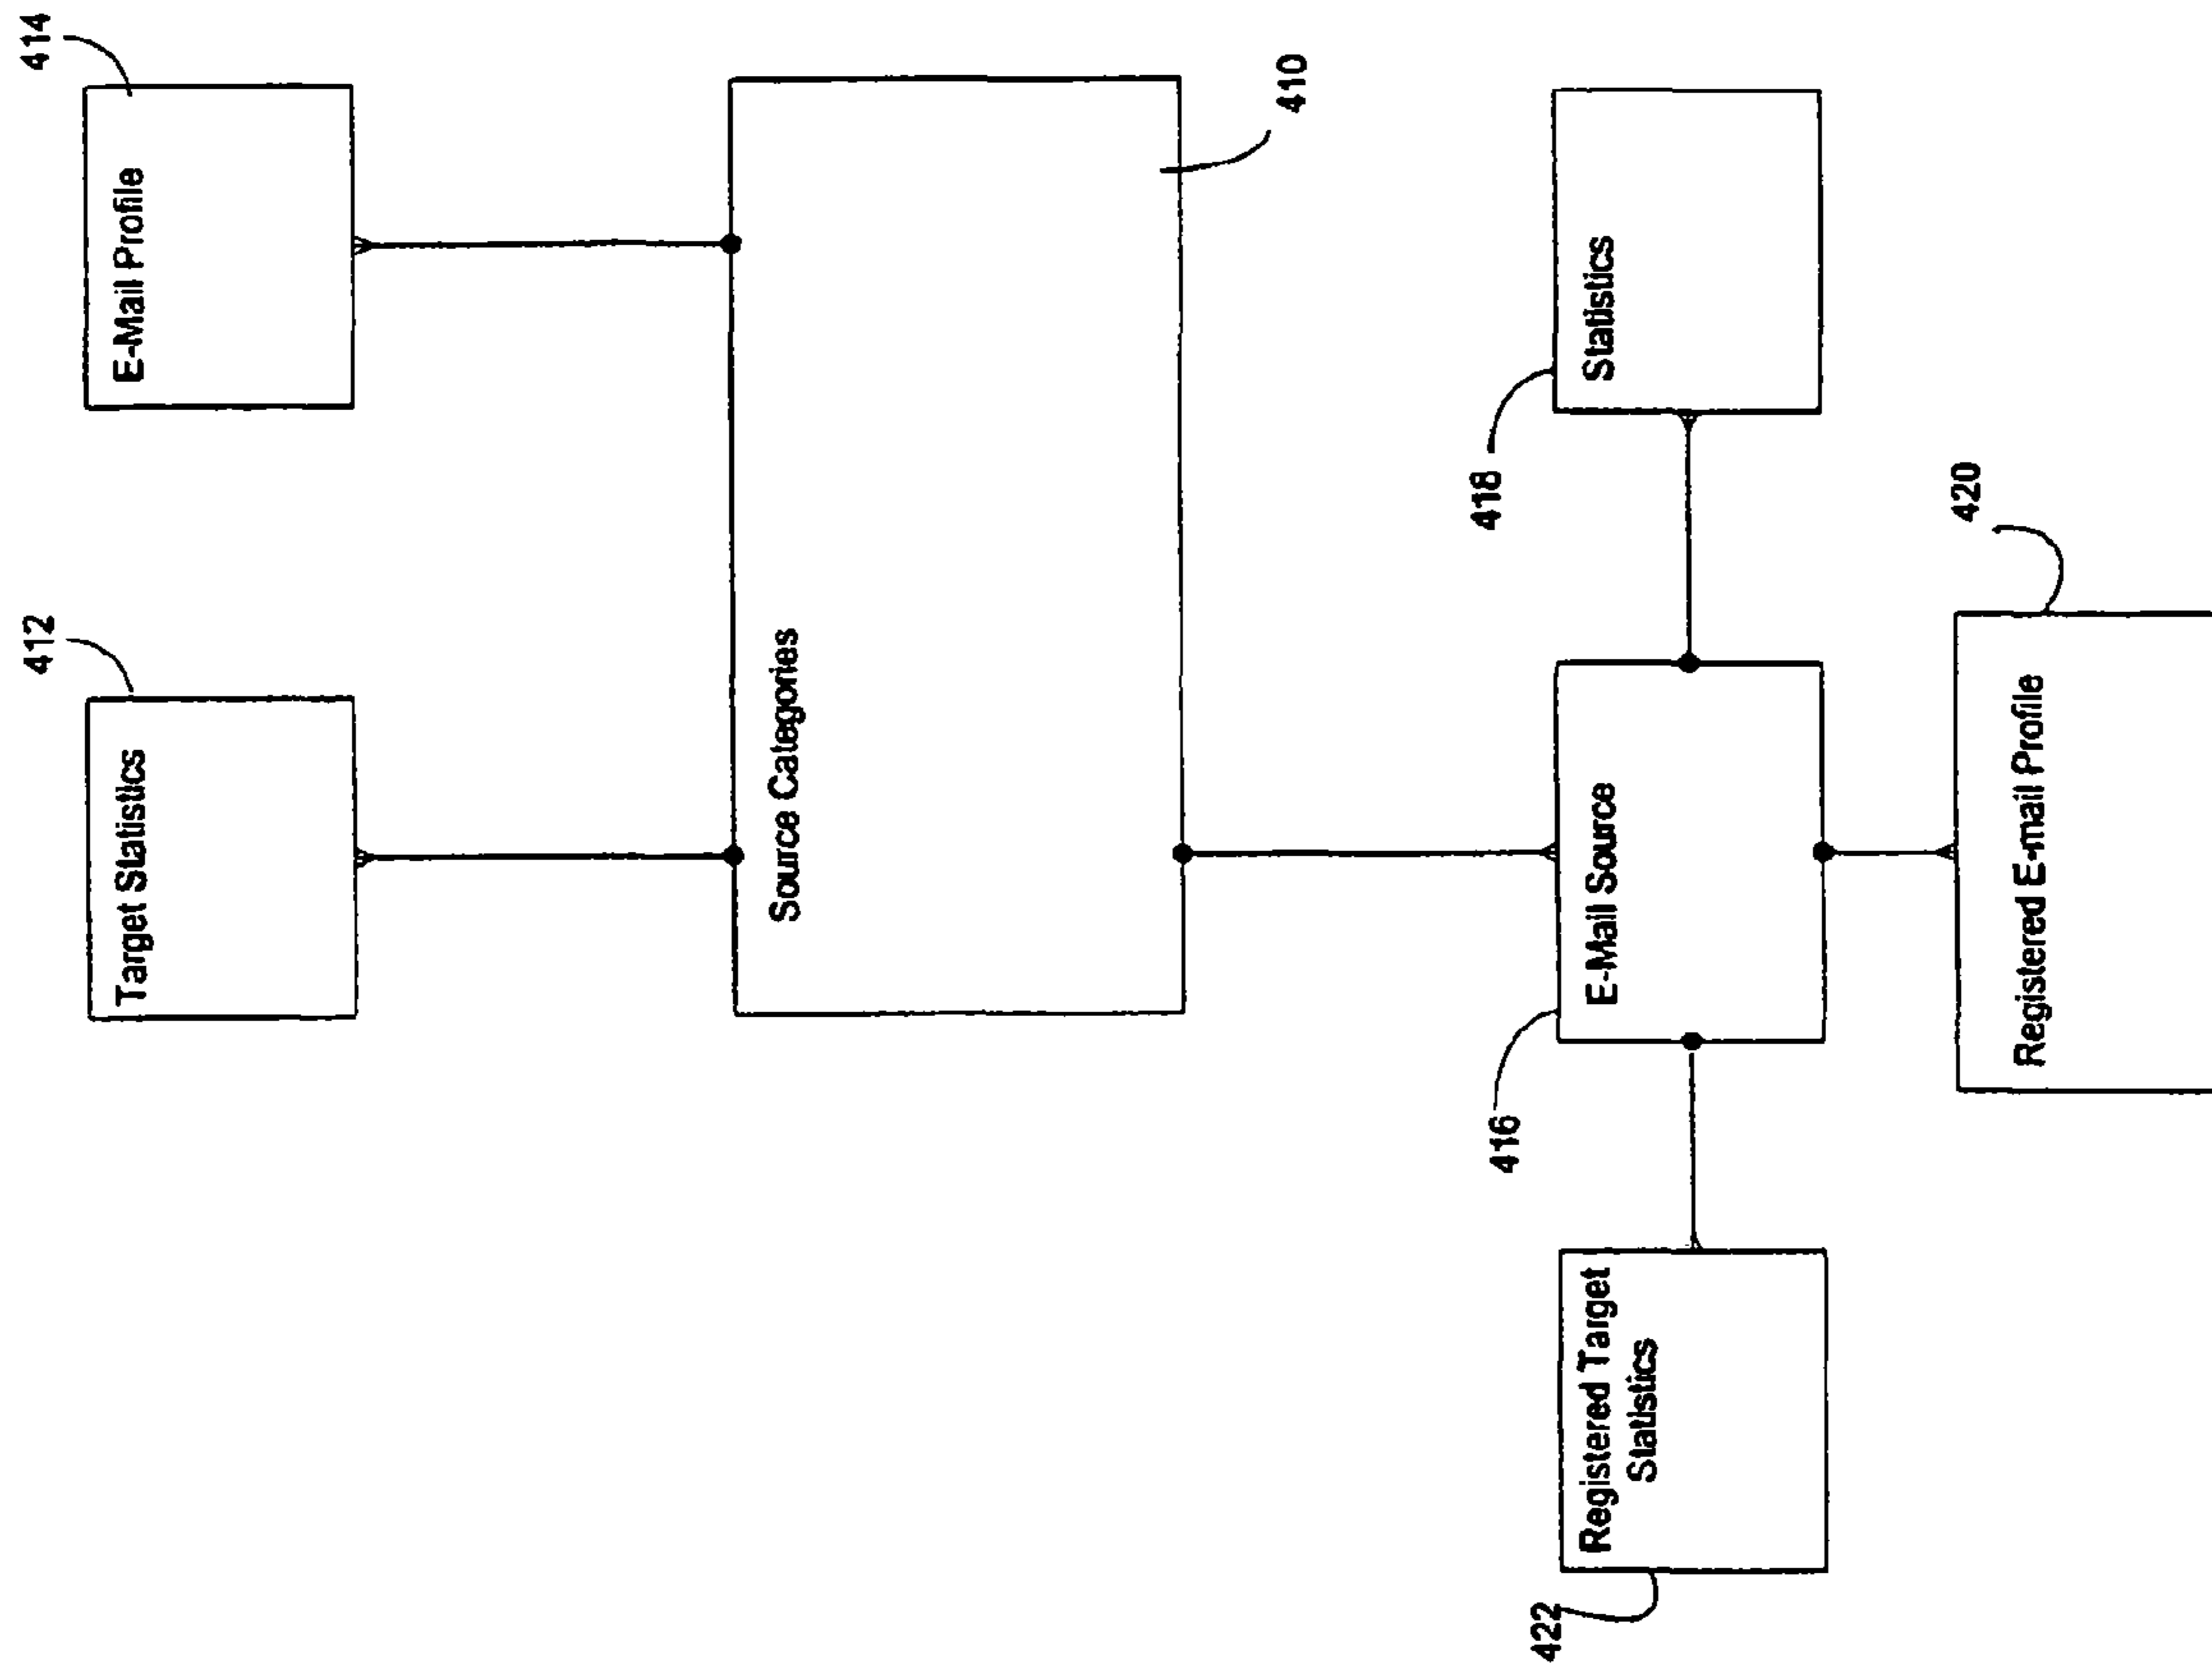 412
Target Statistics
414
E-Mail Profile
Source Categories
410
422
Registered Target
Statistics
416
E-Mail Source
418
Statistics
420
Registered E-mail Profile